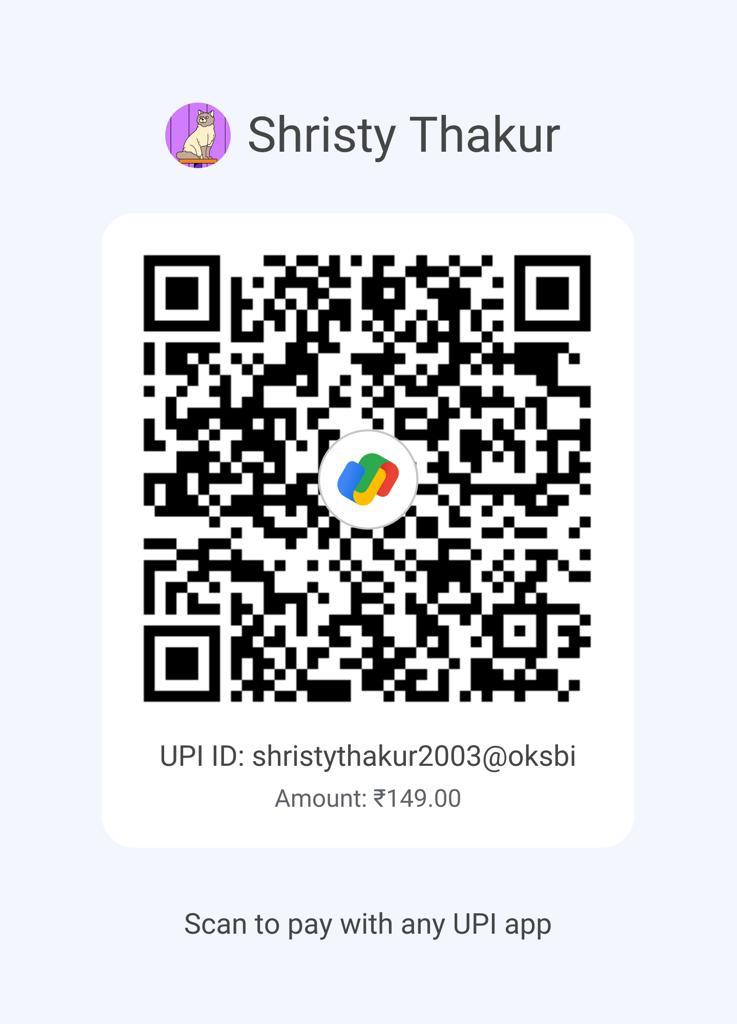 Shristy Thakur
UPI ID: shristythakur2003@oksbi
Amount: ₹149.00
Scan to pay with any UPI app